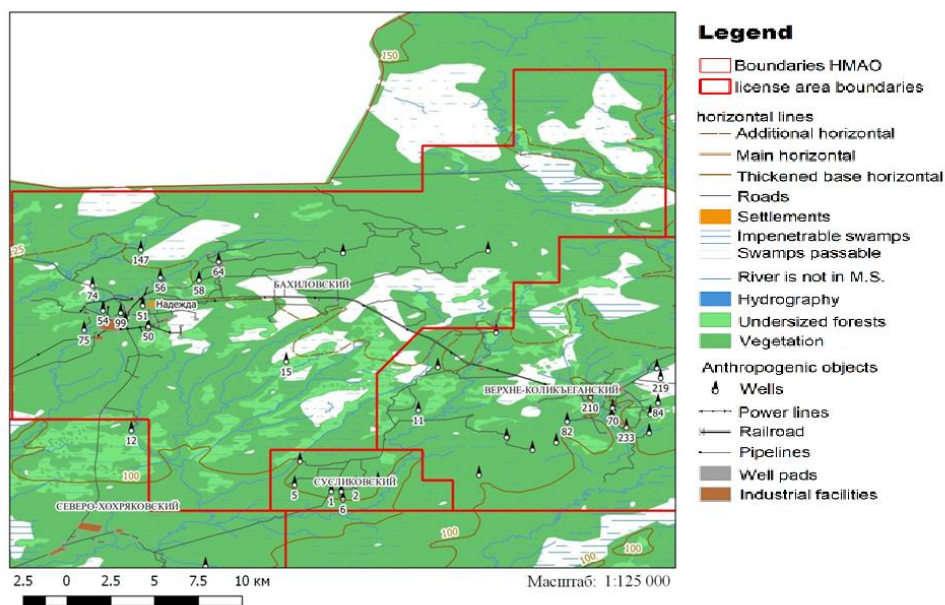 150
125
147
64
56
58
74
БАХИЛОВСКИЙ
51
Надежда
54
99
75
50
15
ВЕРХНЕ-КОЛИКЪЕГАНСКИЙ
219
210
11
70
84
82
233
12
100
СУСЛИКОВСКИЙ
5
1
2
6
СЕВЕРО-ХОХРЯКОВСКИЙ
100
100
100
2.5 0 2.5 5 7.5 10 км
Масштаб: 1:125 000
Legend
Boundaries HMAO
license area boundaries
horizontal lines
Additional horizontal
Main horizontal
Thickened base horizontal
Roads
Settlements
Impenetrable swamps
Swamps passable
River is not in M.S.
Hydrography
Undersized forests
Vegetation
Anthropogenic objects
Wells
Power lines
Railroad
Pipelines
Well pads
Industrial facilities